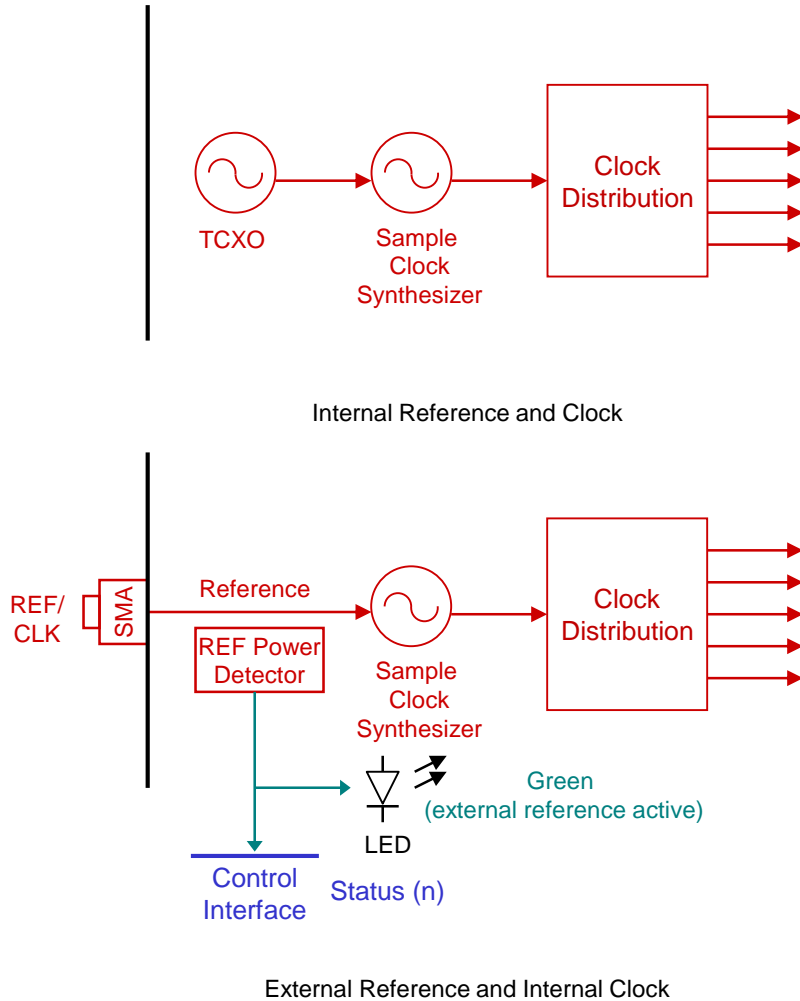 Clock
Distribution
TCXO
Sample
Clock
Synthesizer
Internal Reference and Clock
REF/
CLK
SMA
Reference
REF Power
Detector
Sample
Clock
Synthesizer
Clock
Distribution
Green
(external reference active)
LED
Control
Interface
Status (n)
External Reference and Internal Clock